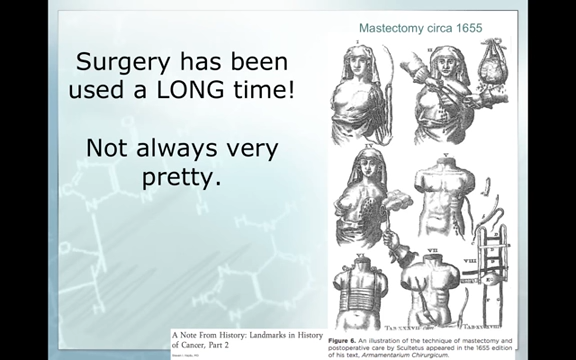 Mastectomy circa 1655
Surgery has been
used a LONG time!
Not always very
pretty.
A Note From History: Landmarks in History
of Cancer, Part 2
Figure 6. An illustration of the technique of mastectomy and
postoperative care by Scultetus appeared in the 1655 edition
of his text, Armamentarium Chirurgicum.